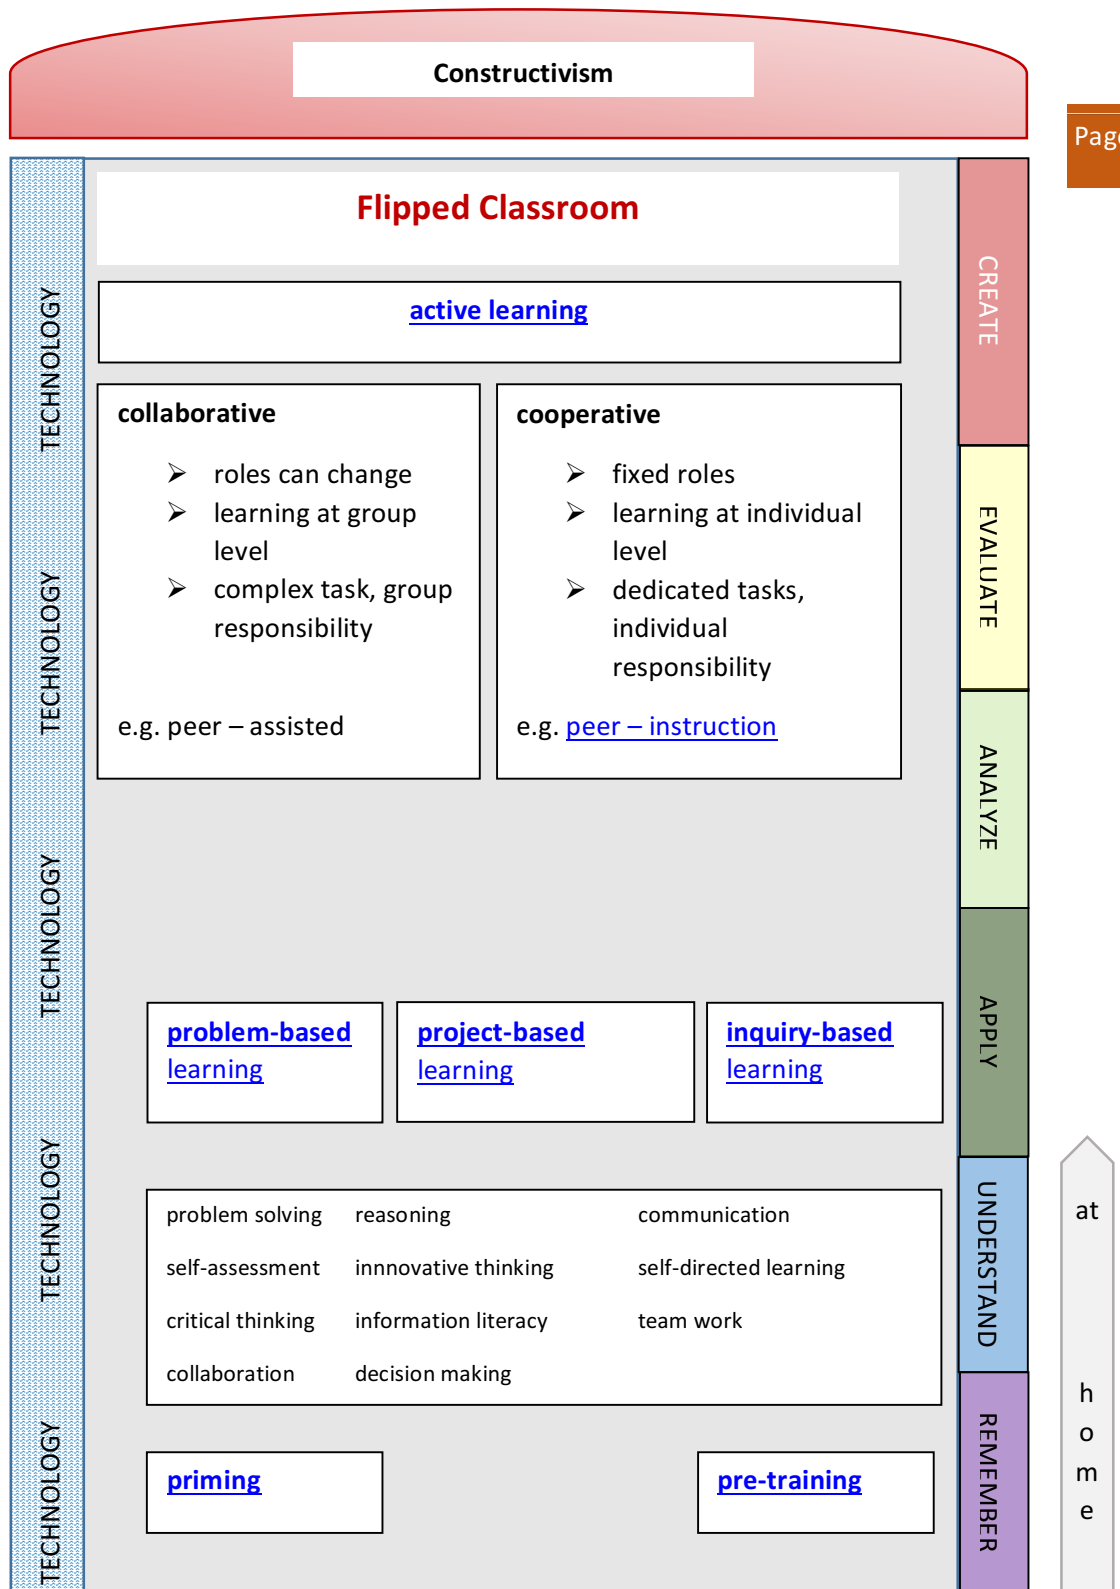 Constructivism
Page
Flipped Classroom
active learning
collaborative
➢ roles can change
➢ learning at group
level
➢ complex task, group
responsibility
e.g. peer – assisted
cooperative
➢ fixed roles
➢ learning at individual
level
➢ dedicated tasks,
individual
responsibility
e.g. peer – instruction
problem-based
learning
project-based
learning
inquiry-based
learning
problem solving reasoning communication
self-assessment innnovative thinking self-directed learning
critical thinking information literacy team work
collaboration decision making
priming
pre-training
TECHNOLOGY
TECHNOLOGY
TECHNOLOGY
TECHNOLOGY
TECHNOLOGY
CREATE
EVALUATE
ANALYZE
APPLY
UNDERSTAND
REMEMBER
at
h
o
m
e